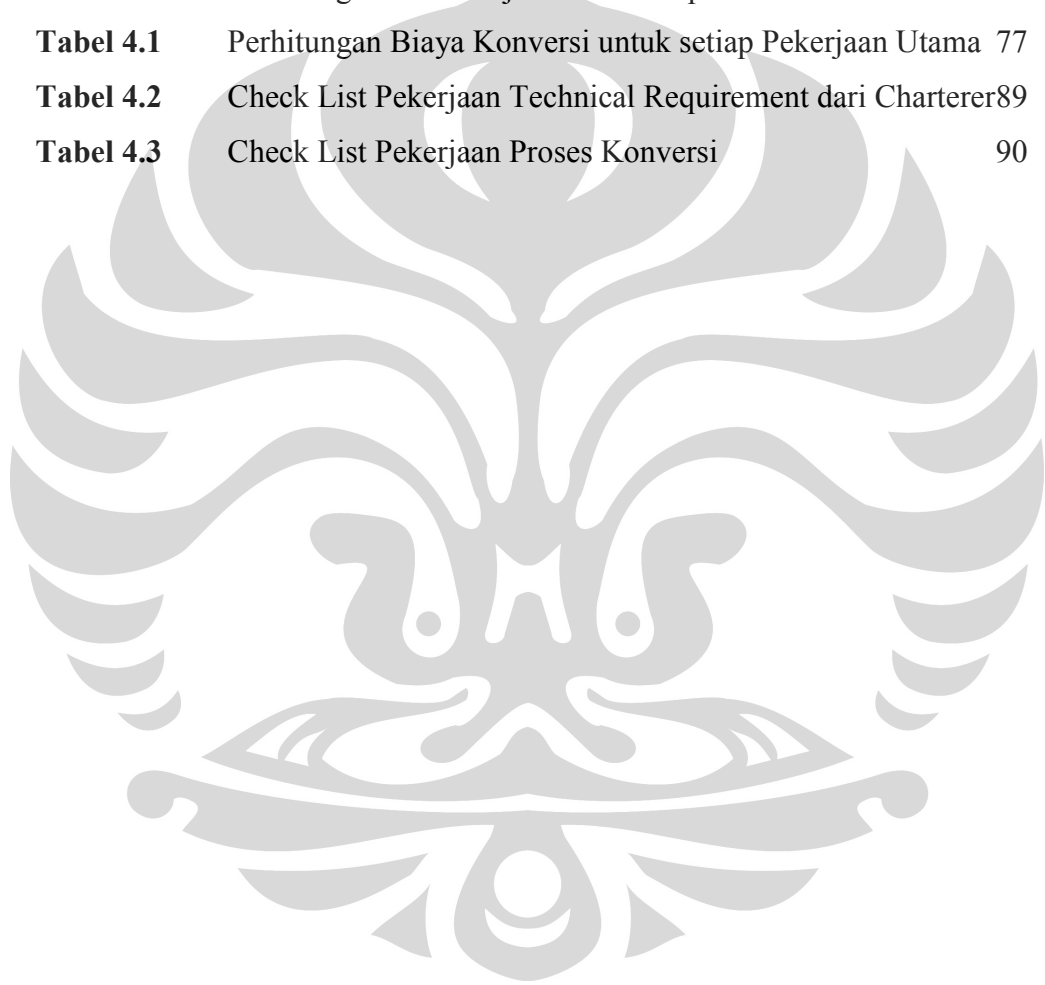 Tabel 4.1 Perhitungan Biaya Konversi untuk setiap Pekerjaan Utama 77
Tabel 4.2 Check List Pekerjaan Technical Requirement dari Charterer89
Tabel 4.3 Check List Pekerjaan Proses Konversi 90